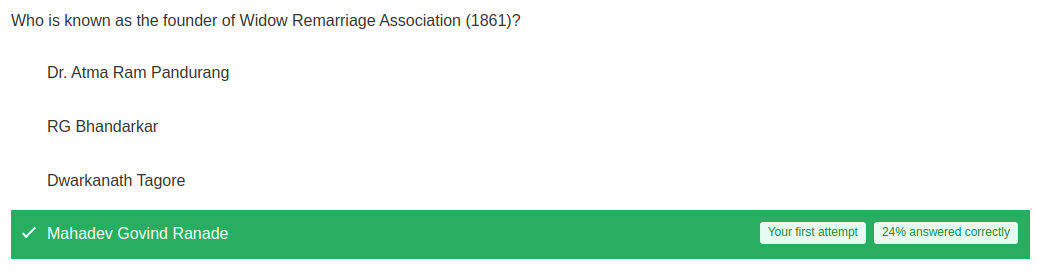 Who is known as the founder of Widow Remarriage Association (1861)?
Dr. Atma Ram Pandurang
RG Bhandarkar
Dwarkanath Tagore
Mahadev Govind Ranade Your first attempt 24% answered correctly